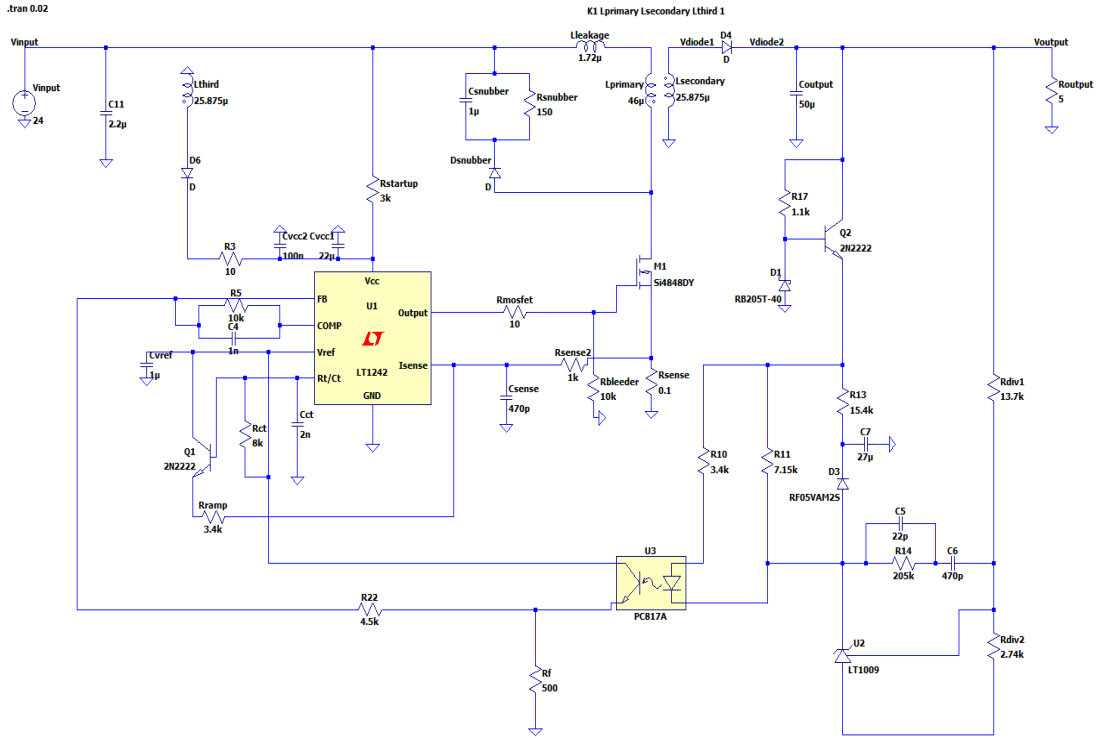 .tran 0.02
K1 Lprimary Lsecondary Lthird 1
Vinput
Lleakage
1.72µ
Vdiode1
D4
D
Vdiode2
Voutput
Vinput
24
C11
2.2µ
Lthird
25.875µ
Csnubber
1µ
Rsnubber
150
Lprimary
46µ
Lsecondary
25.875µ
Coutput
50µ
Routput
5
D6
D
Rstartup
3k
Dsnubber
D
R17
1.1k
Q2
2N2222
R3
10
Cvcc2
100n
Cvcc1
22µ
M1
Si4848DY
D1
RB205T-40
Vcc
U1
FB
COMP
Vref
Rt/Ct
GND
Output
Isense
LT1242
R5
10k
C4
1n
Rmosfet
10
Cvref
1µ
Rsense2
1k
Csense
470p
Rbleeder
10k
Rsense
0.1
Rdiv1
13.7k
R13
15.4k
C7
27µ
Rct
8k
Cct
2n
Q1
2N2222
R10
3.4k
R11
7.15k
D3
RF05VAM2S
Rramp
3.4k
C5
22p
R14
205k
C6
470p
U3
PC817A
R22
4.5k
Rf
500
U2
LT1009
Rdiv2
2.74k